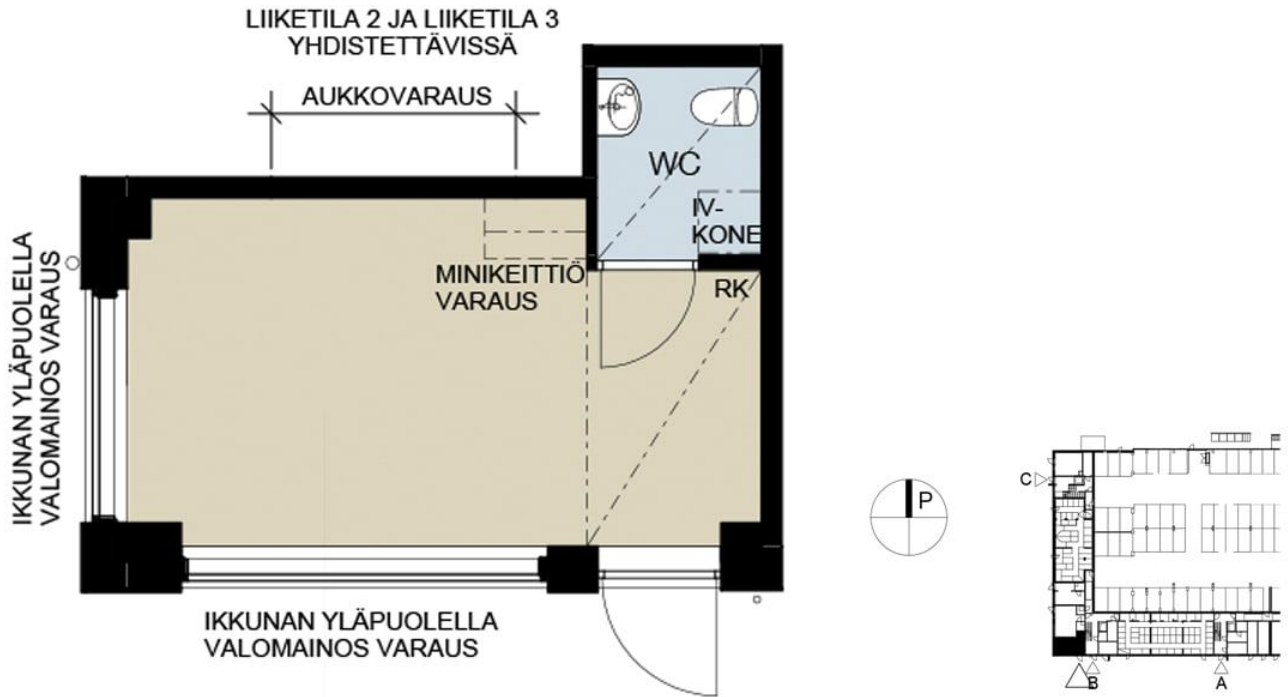 LIIKETILA 2 JA LIIKETILA 3
YHDISTETTÄVISSÄ
AUKKOVARAUS
WC
IV-
KONE
MINIKEITTIÖ
VARAUS
RK
IKKUNAN YLÄPUOLELLA
VALOMAINOS VARAUS
IKKUNAN YLÄPUOLELLA
VALOMAINOS VARAUS
P
C
B
A